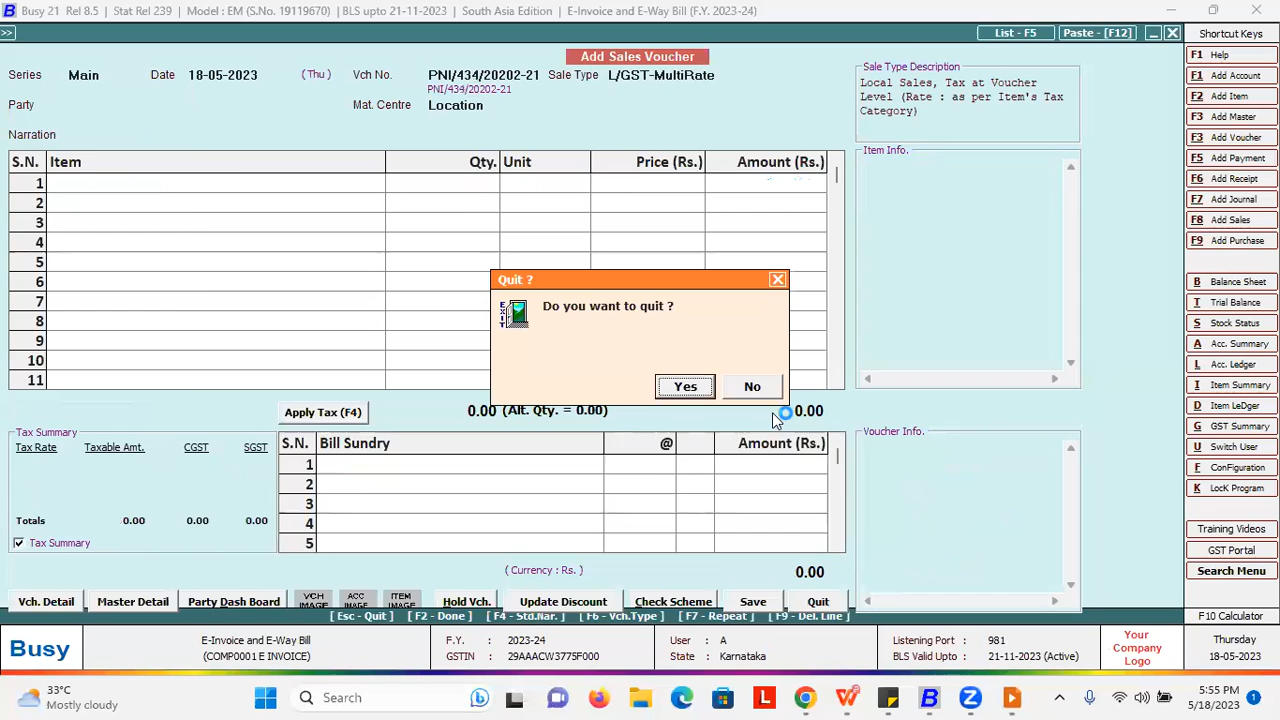 Busy 21 Rel 8.5 | Stat Rel 239 | Model : EM (S.No. 19119670) | BLS upto 21-11-2023 | South Asia Edition | E-Invoice and E-Way Bill (F.Y. 2023-24)
>> List - F5 Paste - [F12] Shortcut Keys
Add Sales Voucher
Series Main Date 18-05-2023 (Thu) Vch No. PNI/434/20202-21 Sale Type L/GST-MultiRate
PNI/434/20202-21
Party Mat. Centre Location
Narration
Sale Type Description
Local Sales, Tax at Voucher
Level (Rate : as per Item's Tax
Category)
S.N. Item Qty. Unit Price (Rs.) Amount (Rs.)
1
2
3
4
5
6
7
8
9
10
11
Item Info.
Quit ?
Do you want to quit ?
EXIT
Yes No
Apply Tax (F4) 0.00 (Alt. Qty. = 0.00) 0.00
Tax Summary
Tax Rate Taxable Amt. CGST SGST
Totals 0.00 0.00 0.00
Tax Summary
S.N. Bill Sundry @ Amount (Rs.)
1
2
3
4
5
Voucher Info.
( Currency : Rs. ) 0.00
Vch. Detail Master Detail Party Dash Board VCH IMAGE ACC IMAGE ITEM IMAGE Hold Vch. Update Discount Check Scheme Save Quit
[ Esc - Quit ] [ F2 - Done ] [ F4 - Std.Nar. ] [ F6 - Vch.Type ] [ F7 - Repeat ] [ F9 - Del. Line ]
F1 Help
F1 Add Account
F2 Add Item
F3 Add Master
F3 Add Voucher
F5 Add Payment
F6 Add Receipt
F7 Add Journal
F8 Add Sales
F9 Add Purchase
B Balance Sheet
T Trial Balance
S Stock Status
A Acc. Summary
L Acc. Ledger
I Item Summary
D Item LeDger
G GST Summary
U Switch User
F ConFiguration
K LocK Program
Training Videos
GST Portal
Search Menu
F10 Calculator
Busy
E-Invoice and E-Way Bill
(COMP0001 E INVOICE)
F.Y. : 2023-24
GSTIN : 29AAACW3775F000
User : A
State : Karnataka
Listening Port : 981
BLS Valid Upto : 21-11-2023 (Active)
Your
Company
Logo
Thursday
18-05-2023
33°C
Mostly cloudy
Search
5:55 PM
5/18/2023
1